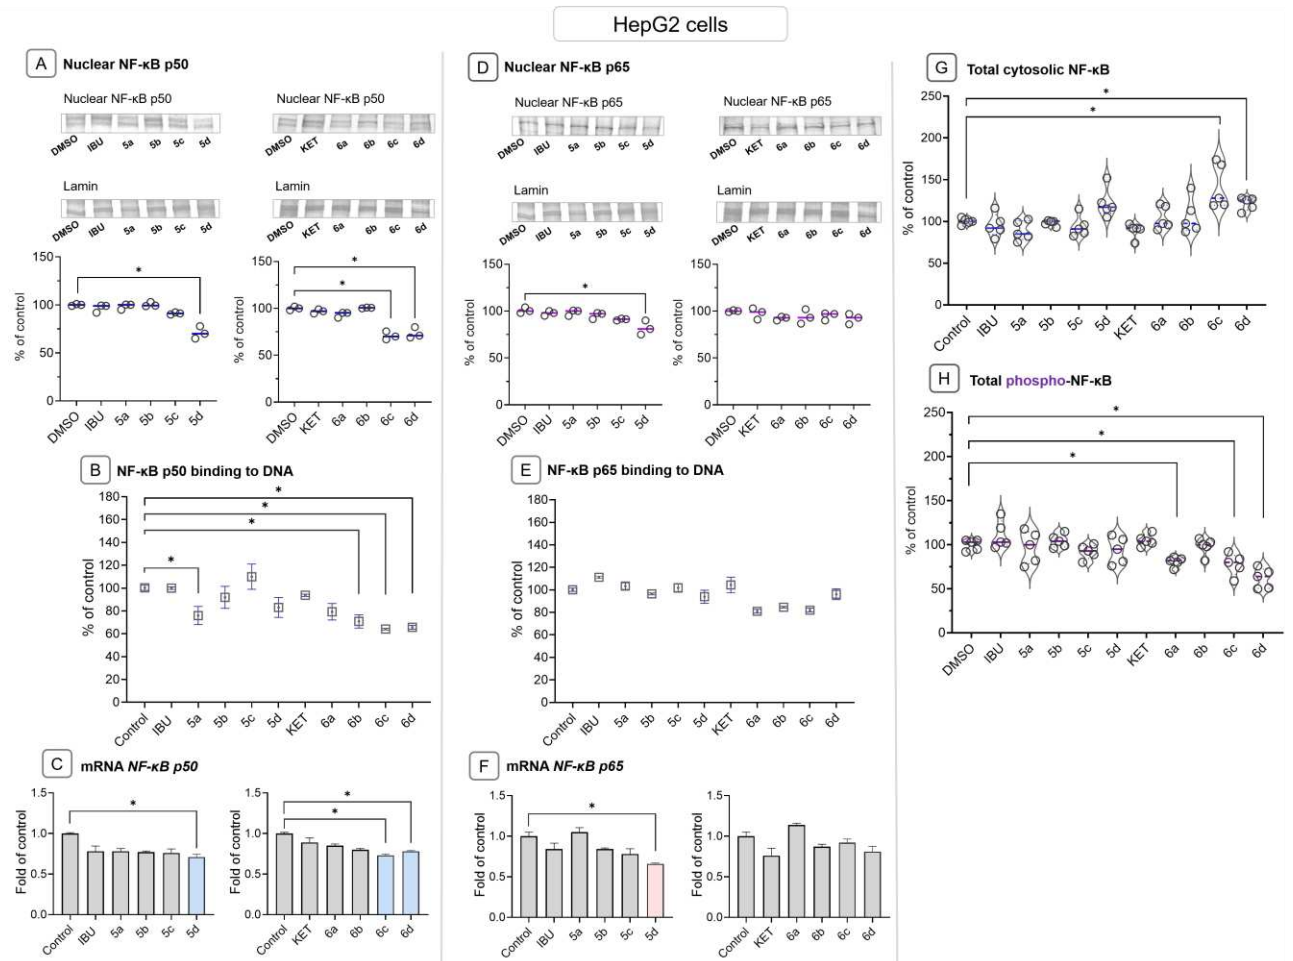 HepG2 cells
A Nuclear NF-κB p50
Nuclear NF-κB p50 Nuclear NF-κB p50
DMSO IBU 5a 5b 5c 5d DMSO KET 6a 6b 6c 6d
Lamin Lamin
DMSO IBU 5a 5b 5c 5d DMSO KET 6a 6b 6c 6d
% of control
150
100
50
0
*
DMSO IBU 5a 5b 5c 5d
% of control
150
100
50
0
*
*
DMSO KET 6a 6b 6c 6d
B NF-κB p50 binding to DNA
% of control
180
160
140
120
100
80
60
40
20
0
*
*
*
*
Control IBU 5a 5b 5c 5d KET 6a 6b 6c 6d
C mRNA NF-κB p50
Fold of control
1.5
1.0
0.5
0.0
*
Control IBU 5a 5b 5c 5d
Fold of control
1.5
1.0
0.5
0.0
*
*
Control KET 6a 6b 6c 6d
D Nuclear NF-κB p65
Nuclear NF-κB p65 Nuclear NF-κB p65
DMSO IBU 5a 5b 5c 5d DMSO KET 6a 6b 6c 6d
Lamin Lamin
DMSO IBU 5a 5b 5c 5d DMSO KET 6a 6b 6c 6d
% of control
150
100
50
0
*
DMSO IBU 5a 5b 5c 5d
% of control
150
100
50
0
DMSO KET 6a 6b 6c 6d
E NF-κB p65 binding to DNA
% of control
180
160
140
120
100
80
60
40
20
0
Control IBU 5a 5b 5c 5d KET 6a 6b 6c 6d
F mRNA NF-κB p65
Fold of control
1.5
1.0
0.5
0.0
*
Control IBU 5a 5b 5c 5d
Fold of control
1.5
1.0
0.5
0.0
Control KET 6a 6b 6c 6d
G Total cytosolic NF-κB
% of control
250
200
150
100
50
0
*
*
Control IBU 5a 5b 5c 5d KET 6a 6b 6c 6d
H Total phospho-NF-κB
% of control
250
200
150
100
50
0
*
*
*
DMSO IBU 5a 5b 5c 5d KET 6a 6b 6c 6d